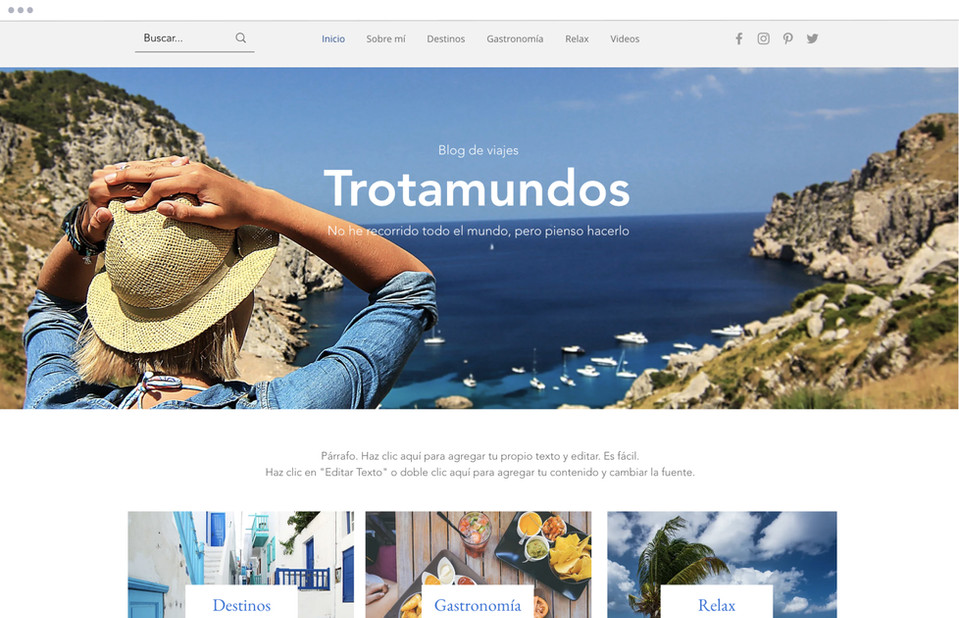 Buscar...
Inicio Sobre mí Destinos Gastronomía Relax Videos
Blog de viajes
Trotamundos
No he recorrido todo el mundo, pero pienso hacerlo
Párrafo. Haz clic aquí para agregar tu propio texto y editar. Es fácil.
Haz clic en "Editar Texto" o doble clic aquí para agregar tu contenido y cambiar la fuente.
Destinos Gastronomía Relax